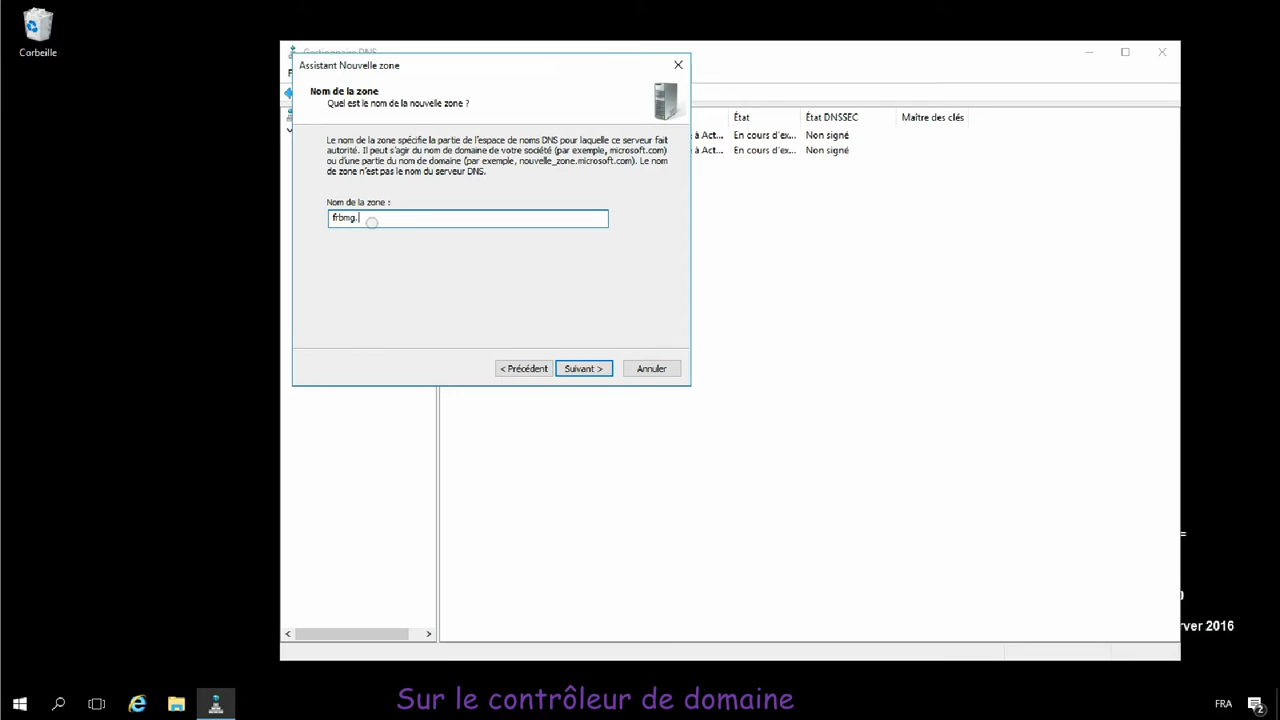 Corbeille
Gestionnaire DNS
Assistant Nouvelle zone
Nom de la zone
Quel est le nom de la nouvelle zone ?
État
État DNSSEC
Maître des clés
à Act...
En cours d'ex...
Non signé
à Act...
En cours d'ex...
Non signé
Le nom de la zone spécifie la partie de l'espace de noms DNS pour laquelle ce serveur fait
autorité. Il peut s'agir du nom de domaine de votre société (par exemple, microsoft.com)
ou d'une partie du nom de domaine (par exemple, nouvelle_zone.microsoft.com). Le nom
de zone n'est pas le nom du serveur DNS.
Nom de la zone :
frbmg.
< Précédent
Suivant >
Annuler
rver 2016
Sur le contrôleur de domaine
FRA
2